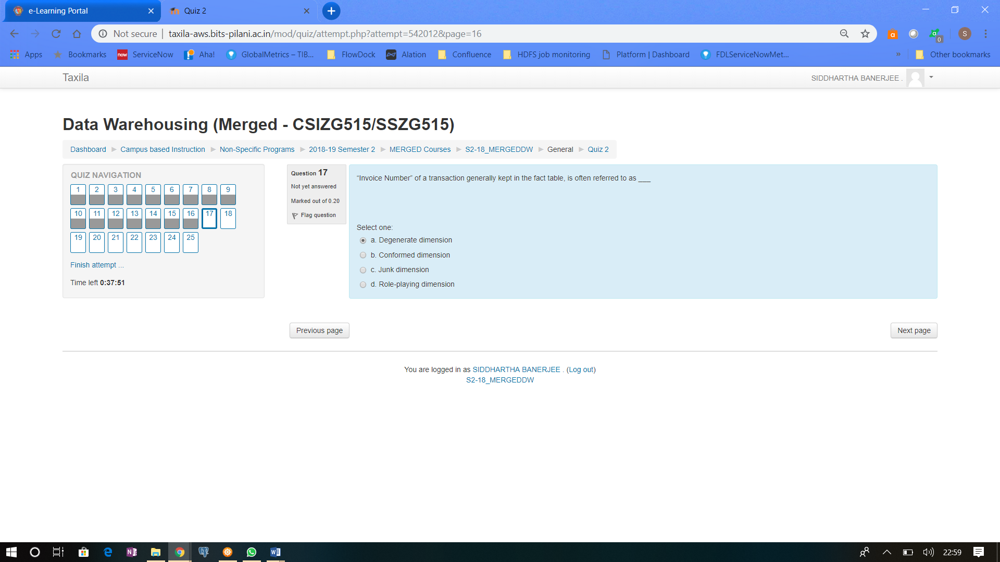 e-Learning Portal
Quiz 2
Not secure | taxila-aws.bits-pilani.ac.in/mod/quiz/attempt.php?attempt=542012&page=16
a
0
S
Apps Bookmarks now ServiceNow Aha! GlobalMetrics – TIB... FlowDock Alation Confluence HDFS job monitoring Platform | Dashboard FDLServiceNowMet... » Other bookmarks
Taxila
SIDDHARTHA BANERJEE .
Data Warehousing (Merged - CSIZG515/SSZG515)
Dashboard ► Campus based Instruction ► Non-Specific Programs ► 2018-19 Semester 2 ► MERGED Courses ► S2-18_MERGEDDW ► General ► Quiz 2
QUIZ NAVIGATION
1 2 3 4 5 6 7 8 9
10 11 12 13 14 15 16 17 18
19 20 21 22 23 24 25
Finish attempt ...
Time left 0:37:51
Question 17
Not yet answered
Marked out of 0.20
Flag question
“Invoice Number” of a transaction generally kept in the fact table, is often referred to as ___
Select one:
a. Degenerate dimension
b. Conformed dimension
c. Junk dimension
d. Role-playing dimension
Previous page
Next page
You are logged in as SIDDHARTHA BANERJEE . (Log out)
S2-18_MERGEDDW
22:59